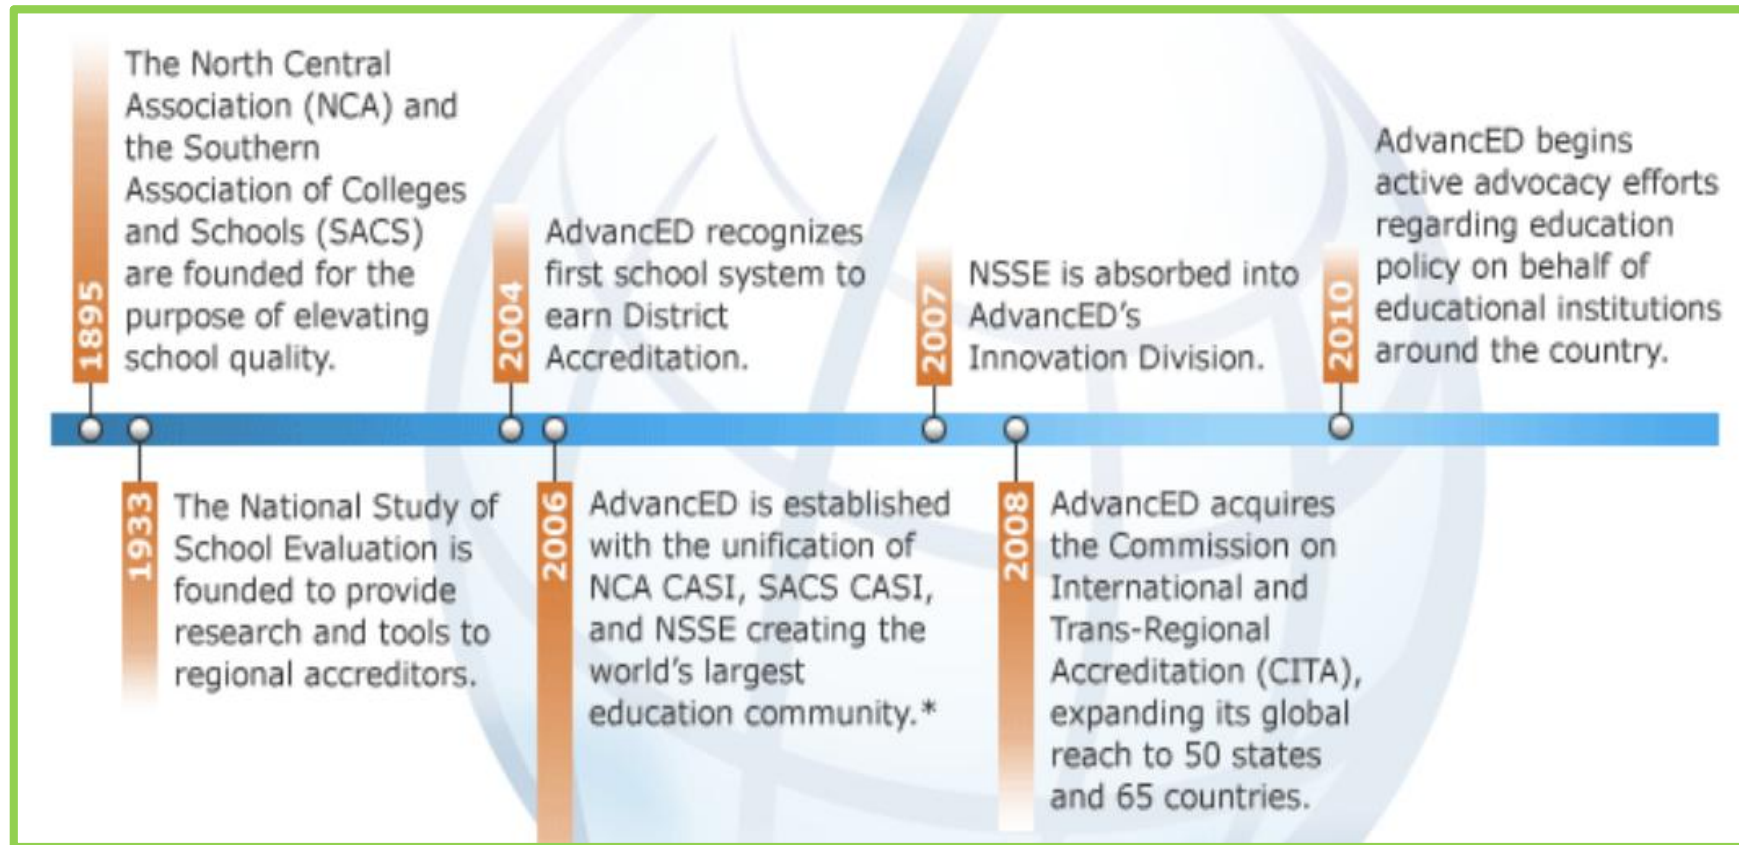 1895
The North Central
Association (NCA) and
the Southern
Association of Colleges
and Schools (SACS)
are founded for the
purpose of elevating
school quality.
1933
The National Study of
School Evaluation is
founded to provide
research and tools to
regional accreditors.
2004
AdvancED recognizes
first school system to
earn District
Accreditation.
2006
AdvancED is established
with the unification of
NCA CASI, SACS CASI,
and NSSE creating the
world's largest
education community.*
2007
NSSE is absorbed into
AdvancED's
Innovation Division.
2008
AdvancED acquires
the Commission on
International and
Trans-Regional
Accreditation (CITA),
expanding its global
reach to 50 states
and 65 countries.
2010
AdvancED begins
active advocacy efforts
regarding education
policy on behalf of
educational institutions
around the country.